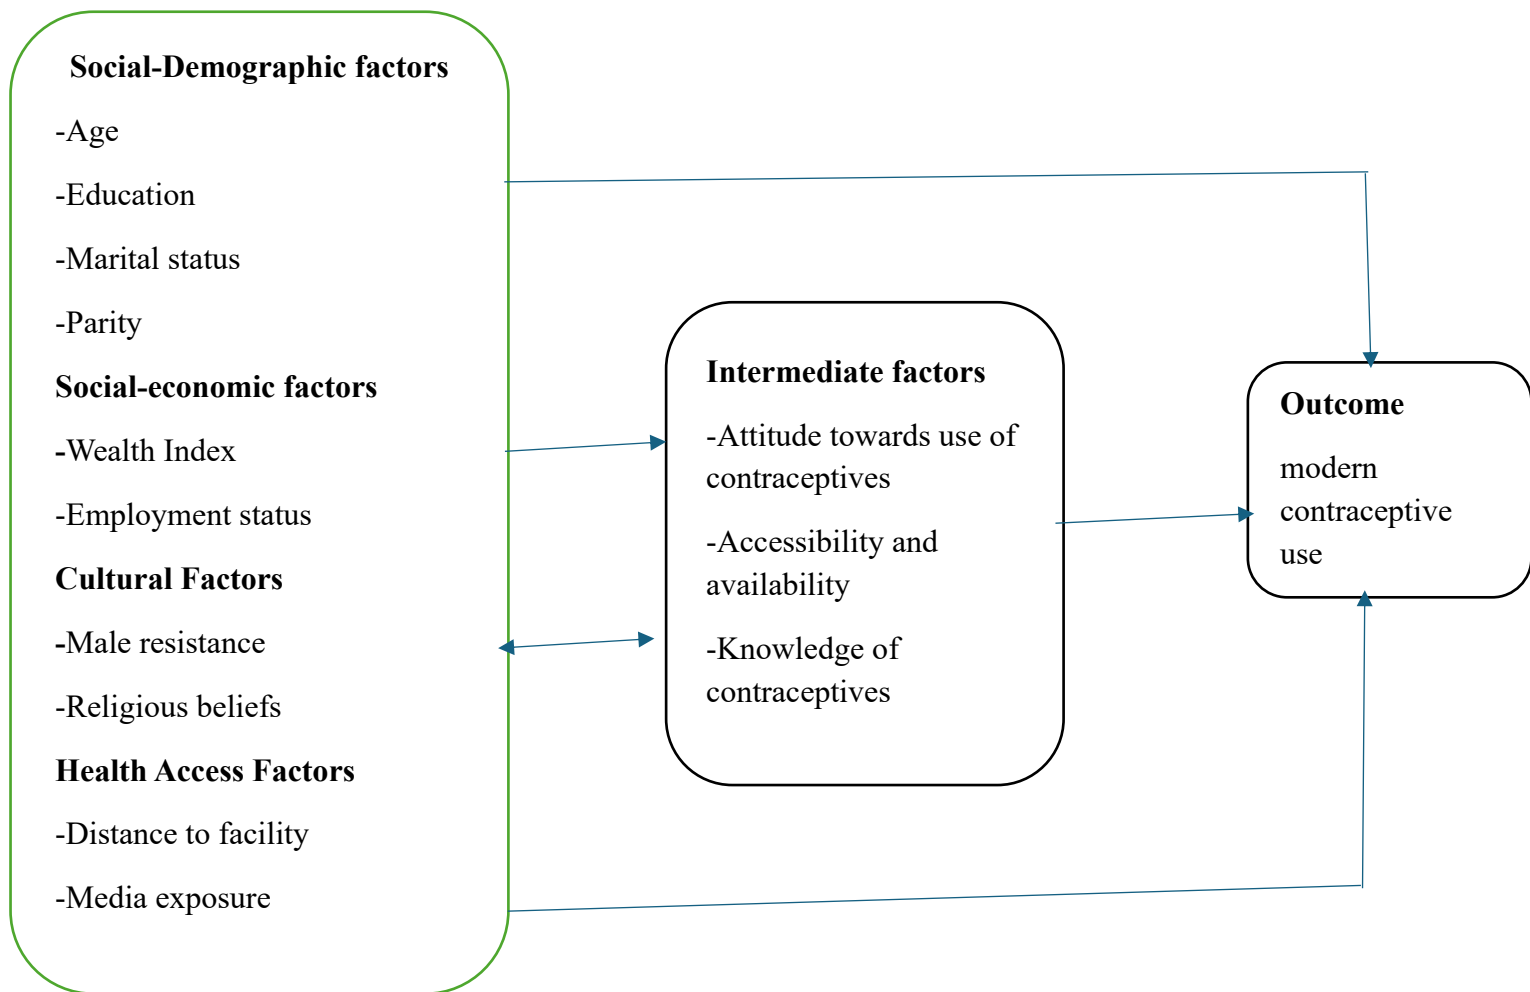 Social-Demographic factors
-Age
-Education
-Marital status
-Parity
Social-economic factors
-Wealth Index
-Employment status
Cultural Factors
-Male resistance
-Religious beliefs
Health Access Factors
-Distance to facility
-Media exposure
Intermediate factors
-Attitude towards use of
contraceptives
-Accessibility and
availability
-Knowledge of
contraceptives
Outcome
modern
contraceptive
use